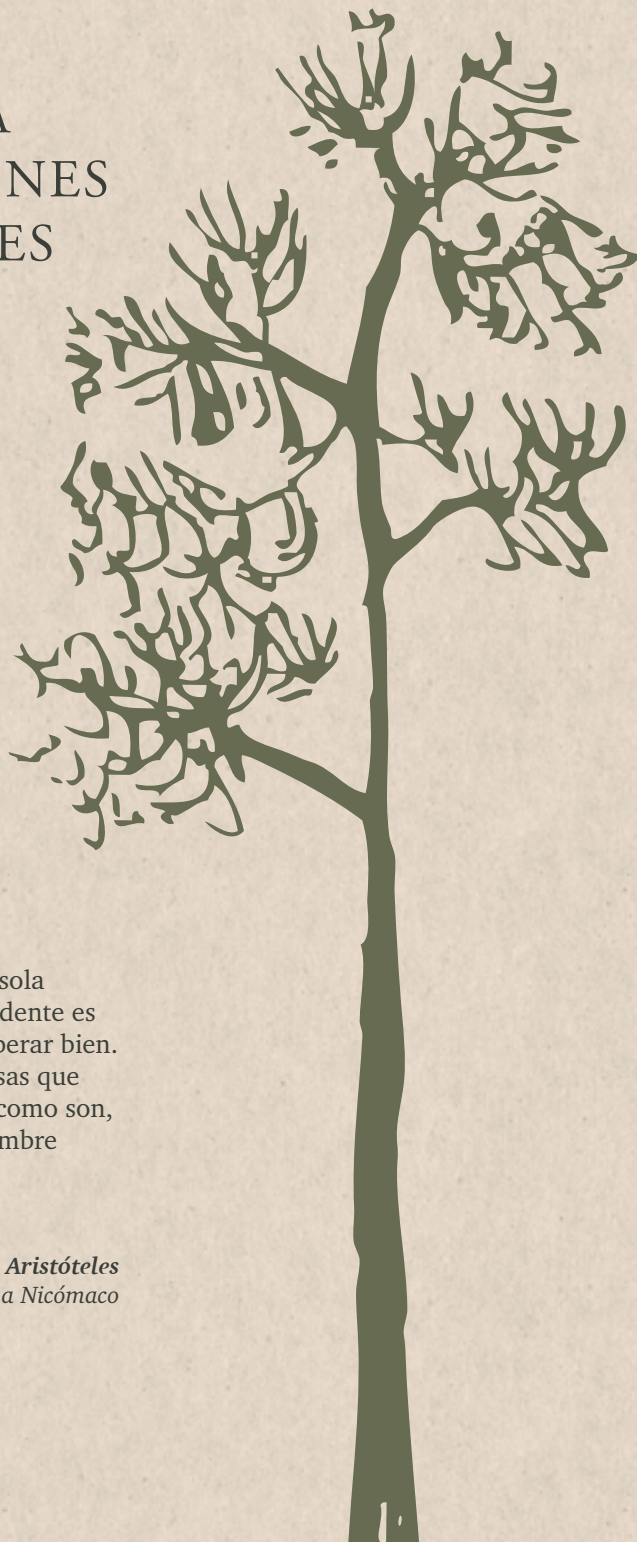 A
NES
ES
sola
dente es
perar bien.
sas que
como son,
mbre
Aristóteles
a Nicómaco